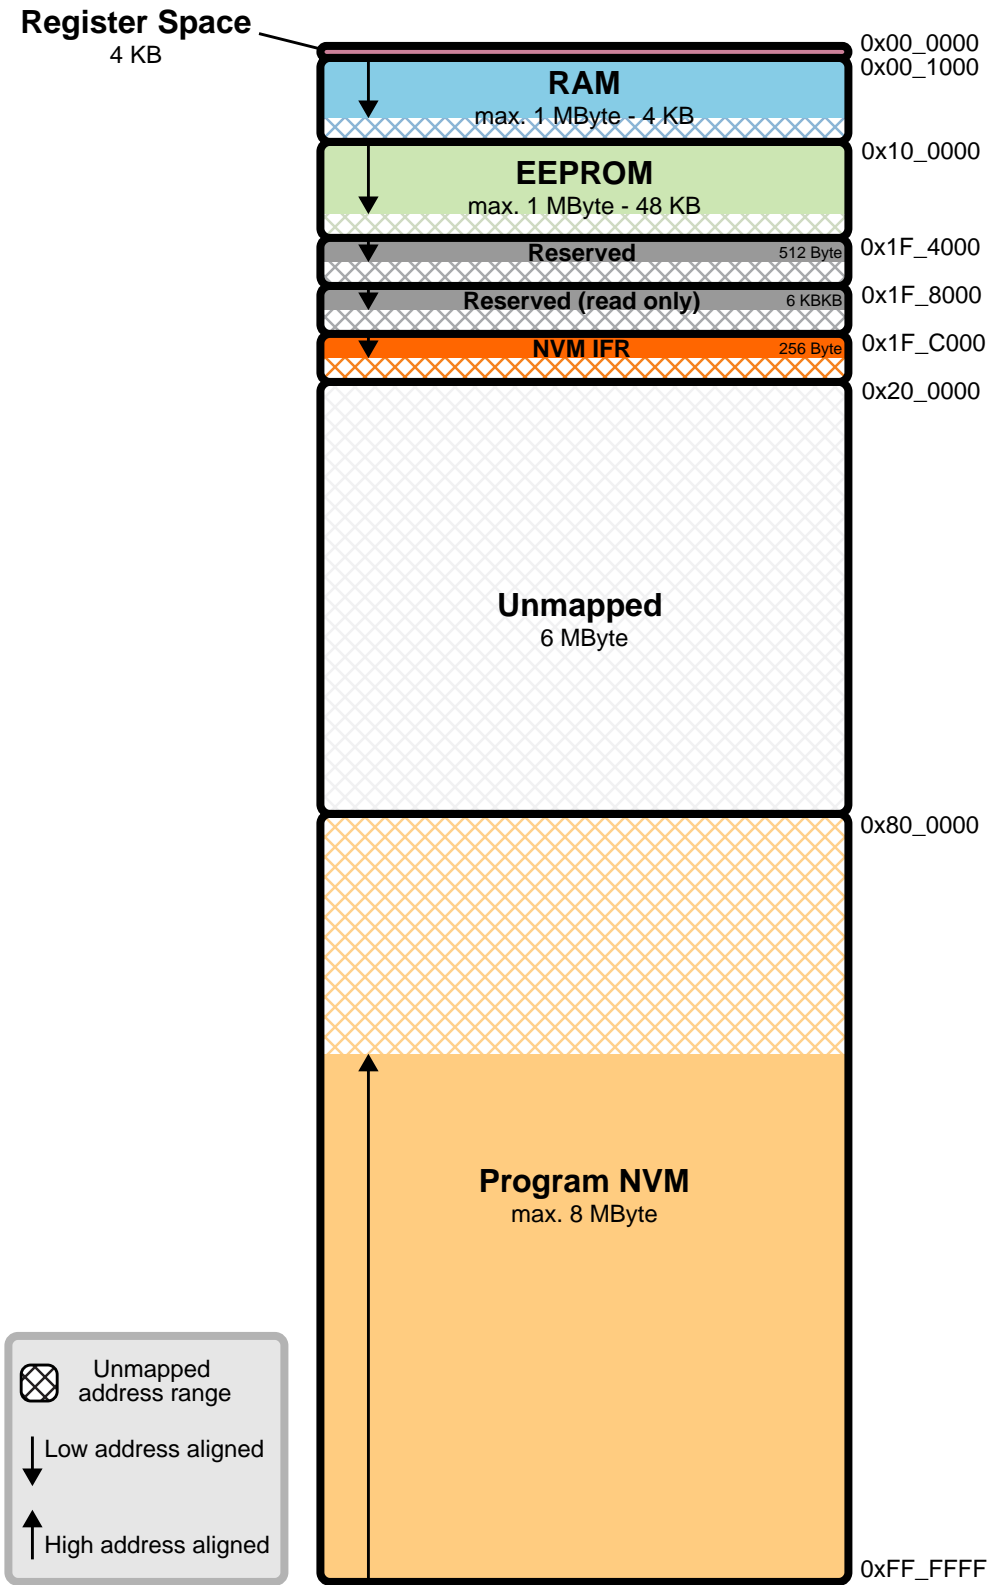 Register Space
4 KB
0x00_0000
0x00_1000
RAM
max. 1 MByte - 4 KB
0x10_0000
EEPROM
max. 1 MByte - 48 KB
Reserved 512 Byte 0x1F_4000
Reserved (read only) 6 KBKB 0x1F_8000
NVM IFR 256 Byte 0x1F_C000
0x20_0000
Unmapped
6 MByte
0x80_0000
Program NVM
max. 8 MByte
Unmapped
address range
Low address aligned
High address aligned
0xFF_FFFF